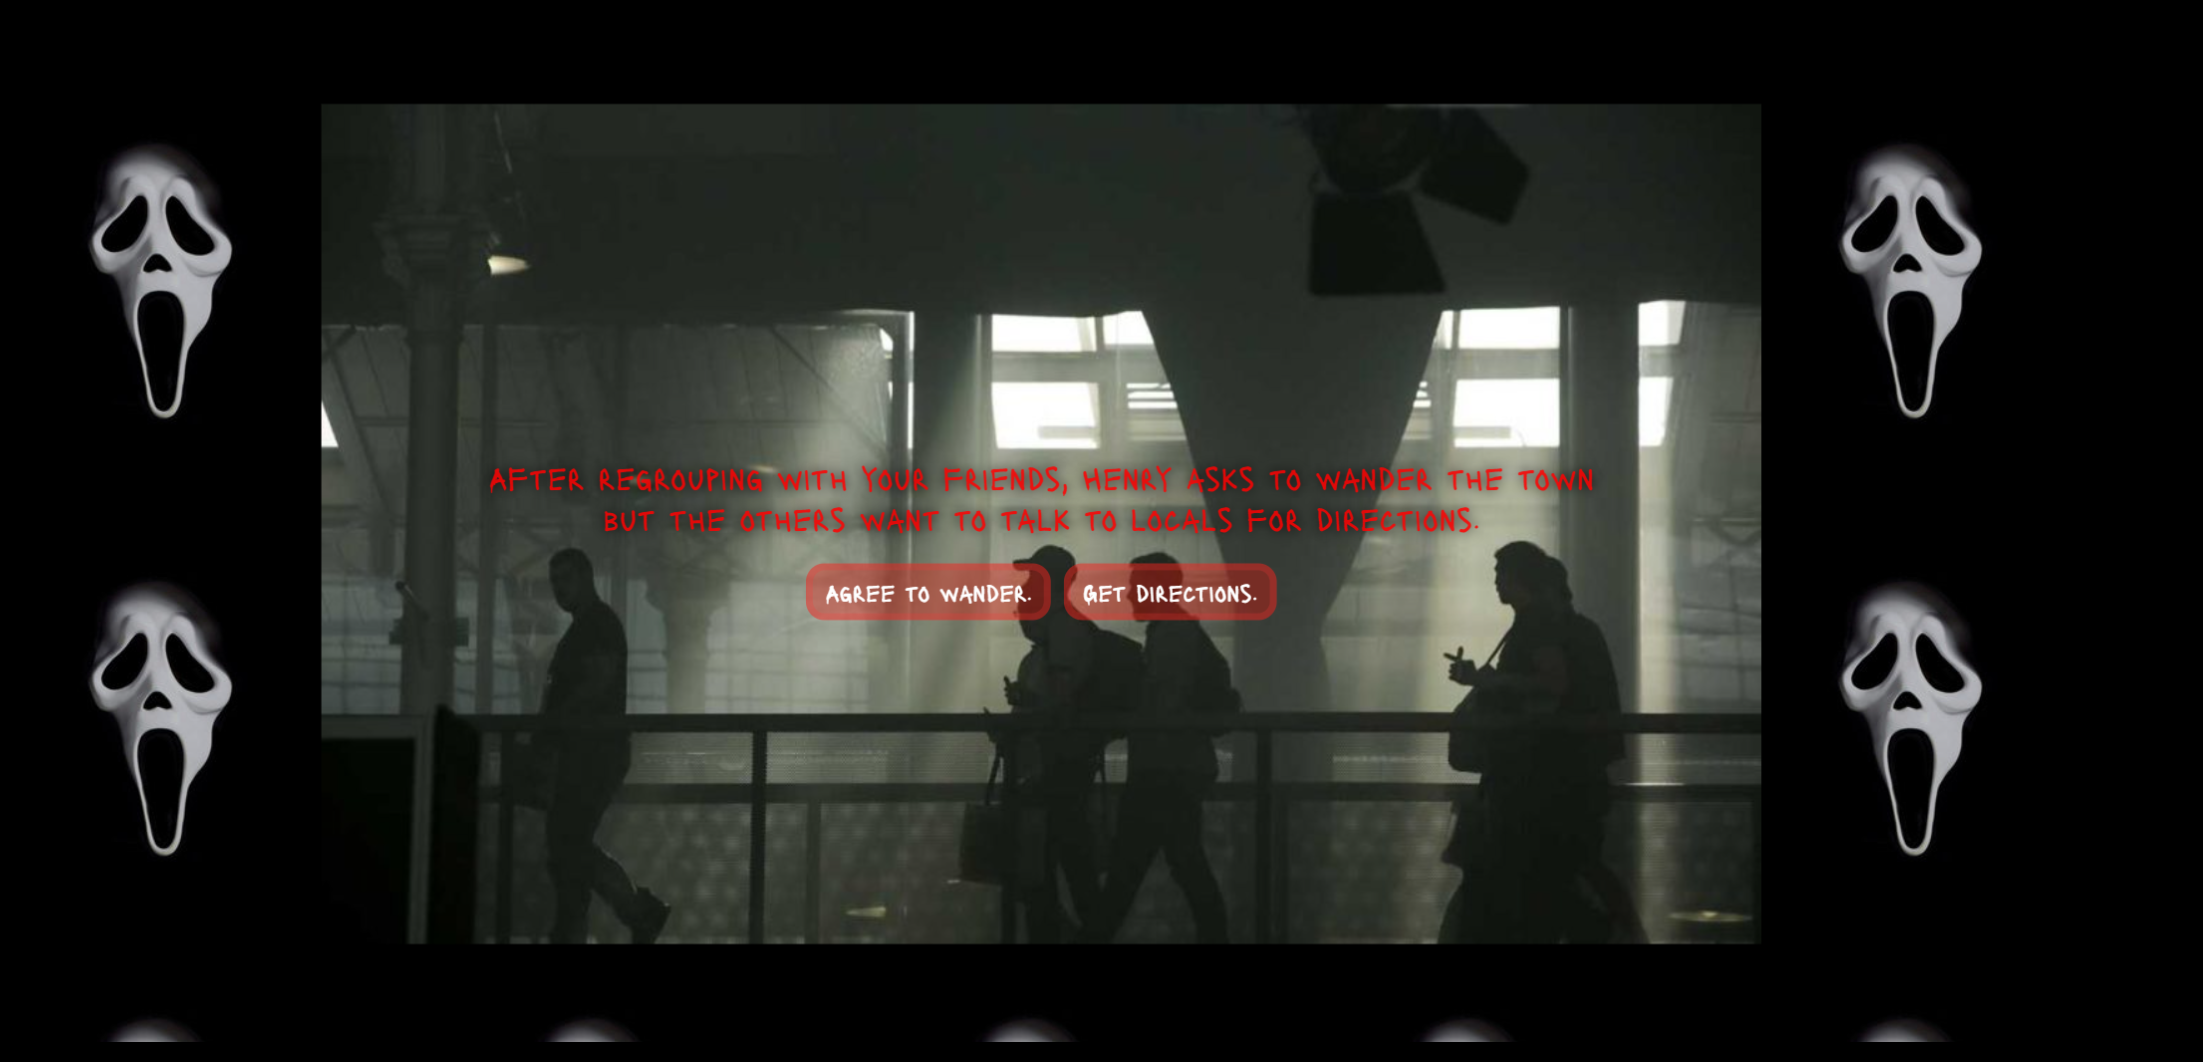 AFTER REGROUPING WITH YOUR FRIENDS, HENRY ASKS TO WANDER THE TOWN
BUT THE OTHERS WANT TO TALK TO LOCALS FOR DIRECTIONS.
AGREE TO WANDER. GET DIRECTIONS.